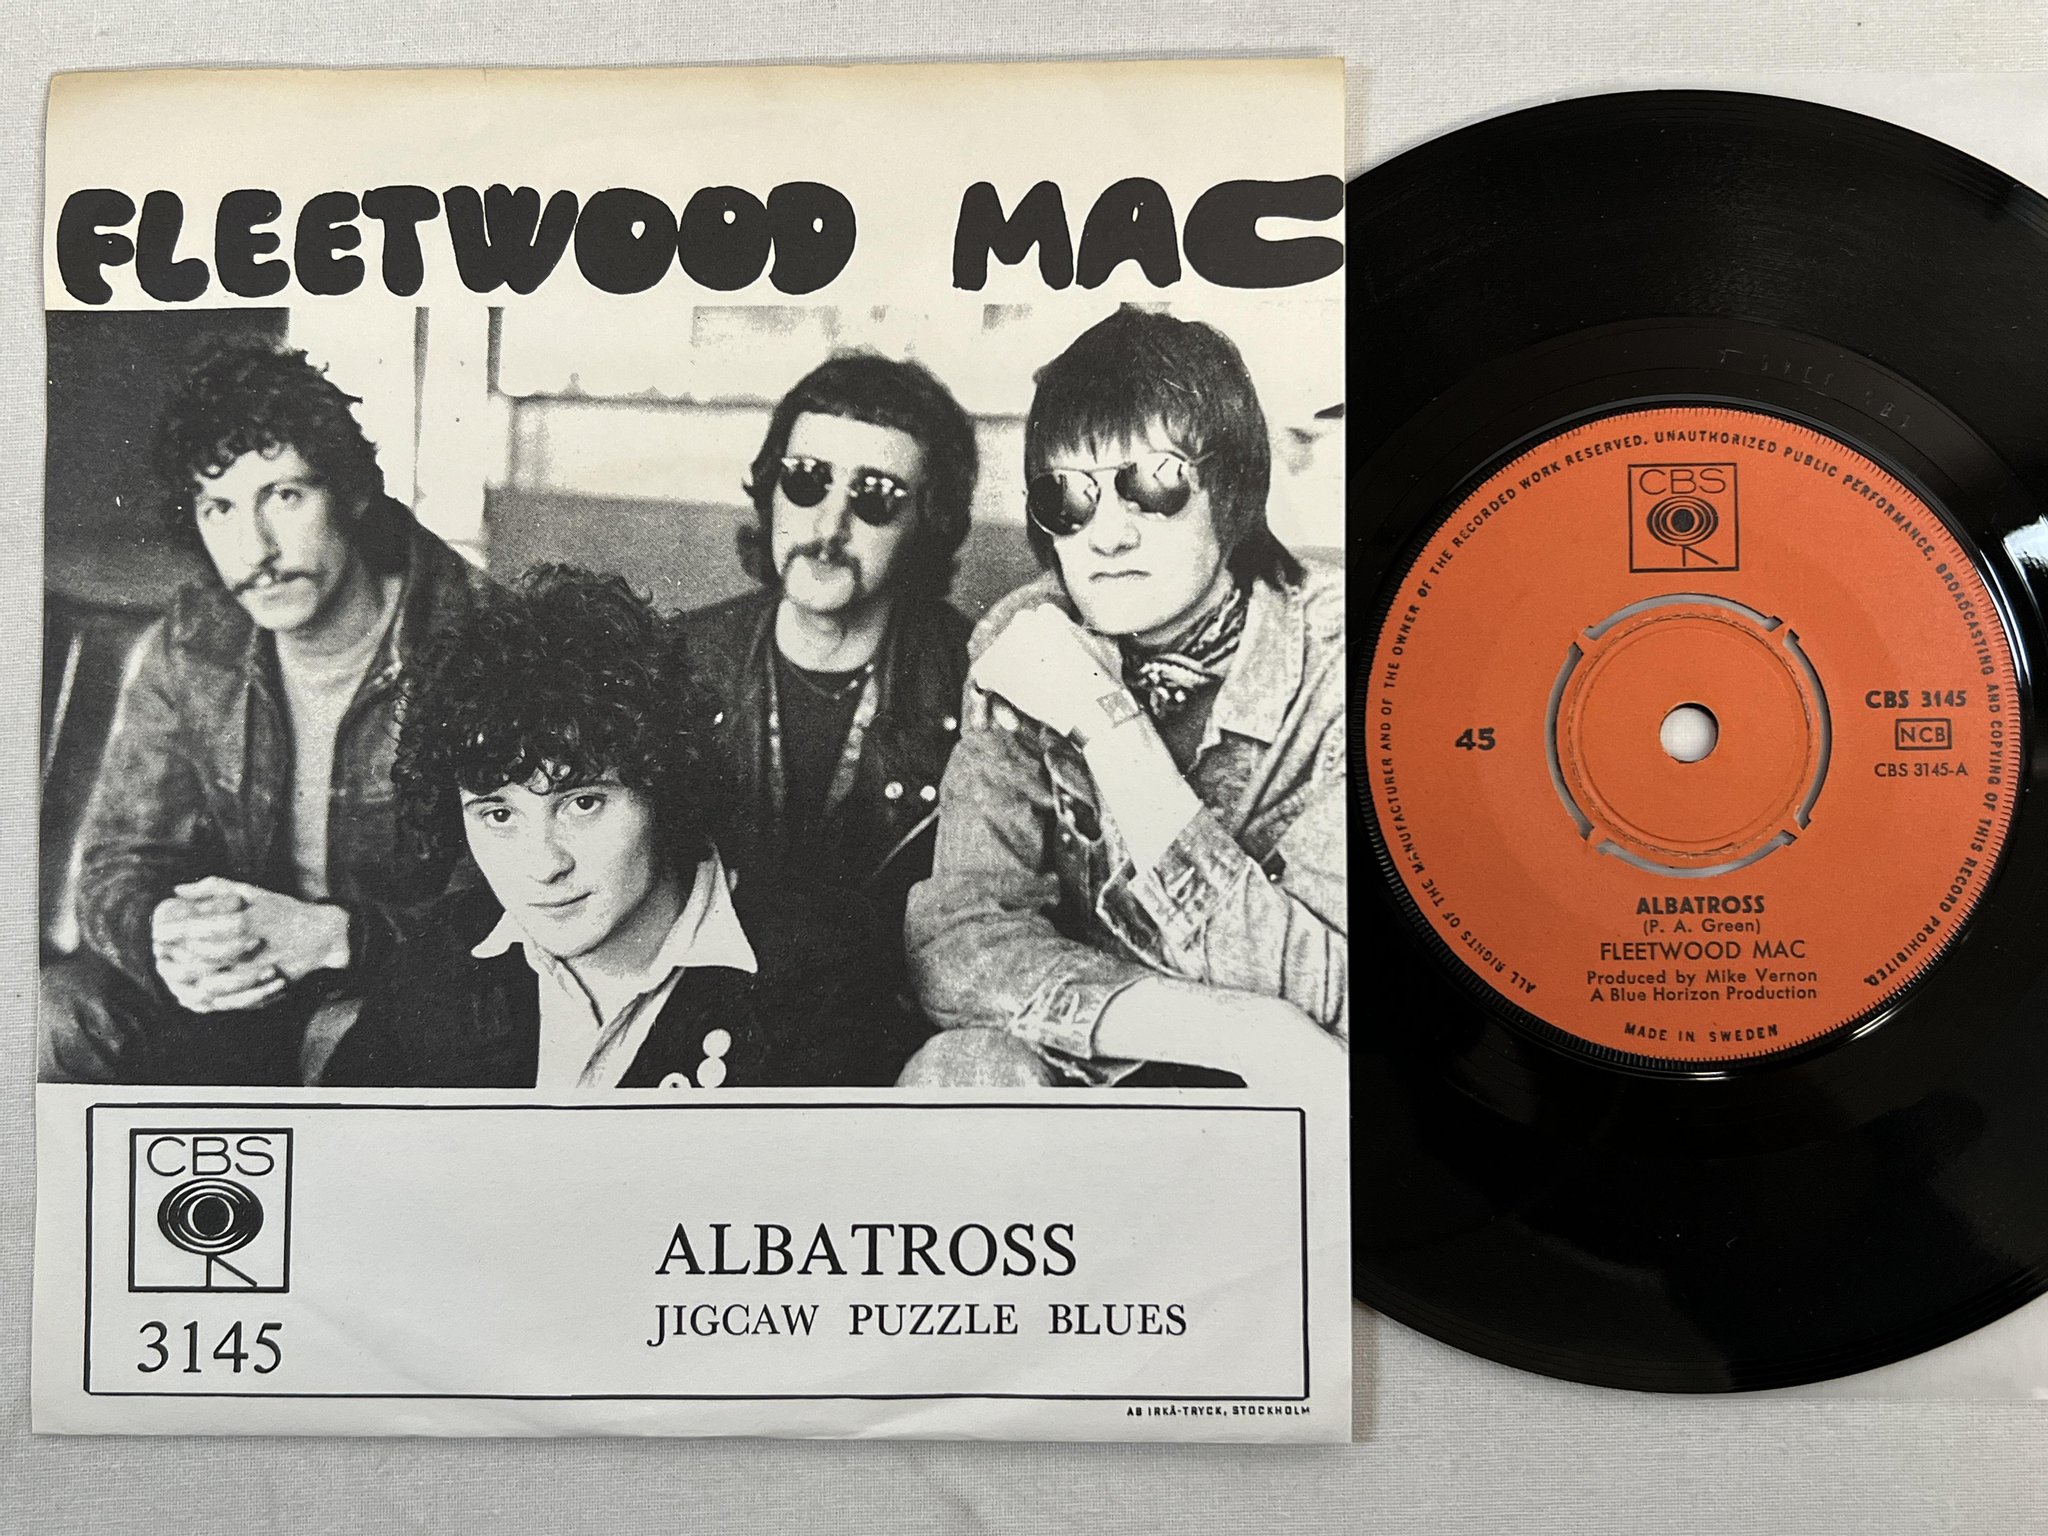 FLEETWOOD MAC
CBS
3145
ALBATROSS
JIGCAW PUZZLE BLUES
AB IRKÅ-TRYCK, STOCKHOLM
ALL RIGHTS OF THE MANUFACTURER AND OF THE OWNER OF THE RECORDED WORK RESERVED. UNAUTHORIZED PUBLIC PERFORMANCE, BROADCASTING AND COPYING OF THIS RECORD PROHIBITED.
CBS
45
CBS 3145
NCB
CBS 3145-A
ALBATROSS
(P. A. Green)
FLEETWOOD MAC
Produced by Mike Vernon
A Blue Horizon Production
MADE IN SWEDEN